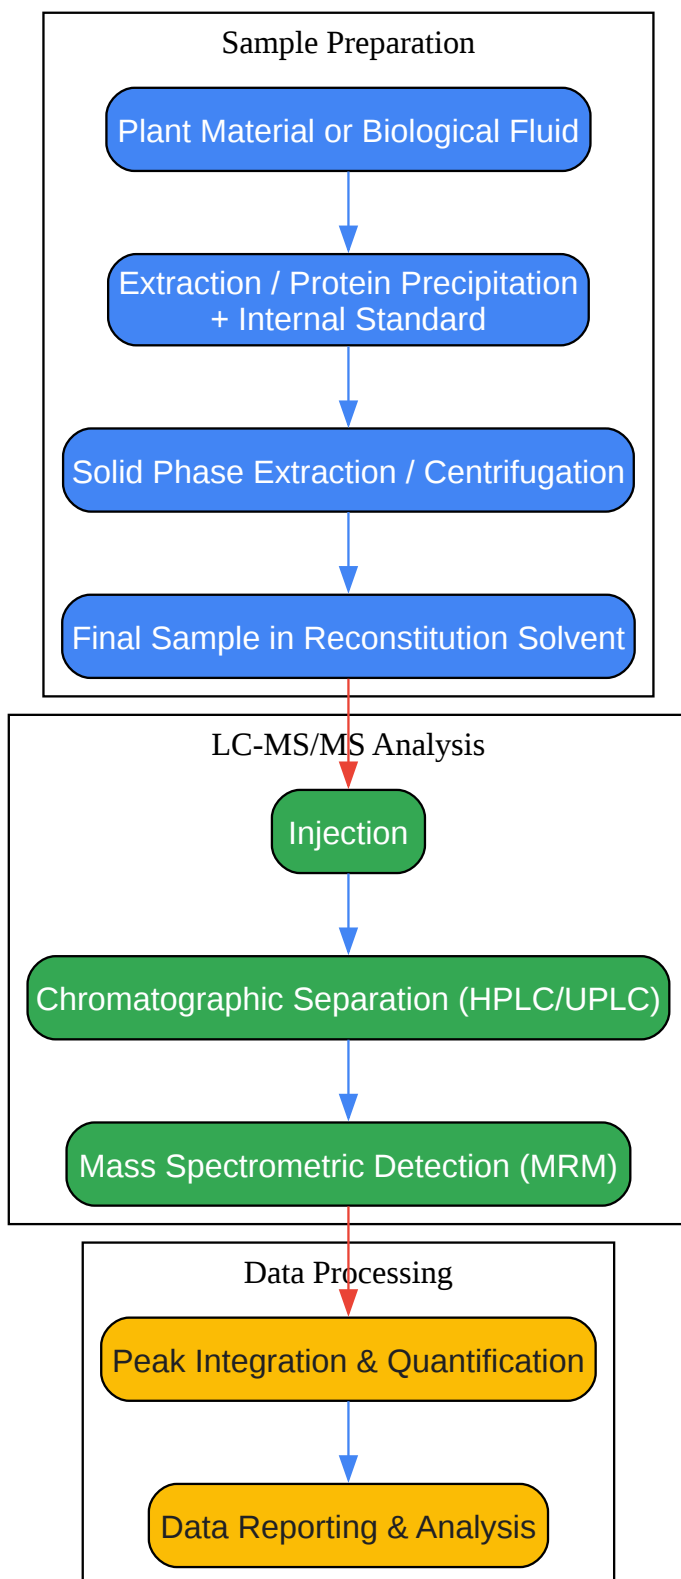 Sample Preparation
Plant Material or Biological Fluid
Extraction / Protein Precipitation
+ Internal Standard
Solid Phase Extraction / Centrifugation
Final Sample in Reconstitution Solvent
LC-MS/MS Analysis
Injection
Chromatographic Separation (HPLC/UPLC)
Mass Spectrometric Detection (MRM)
Data Processing
Peak Integration & Quantification
Data Reporting & Analysis